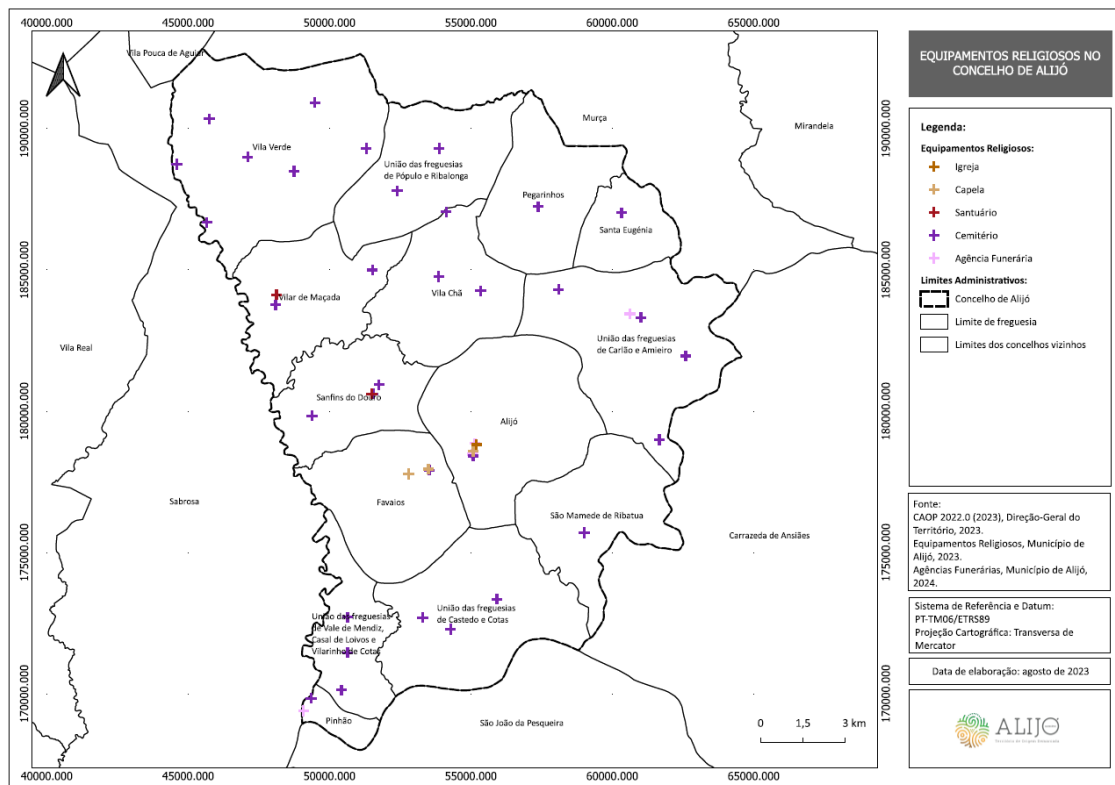 40000.000 45000.000 50000.000 55000.000 60000.000 65000.000
190000.000
185000.000
180000.000
175000.000
170000.000
190000.000
185000.000
180000.000
175000.000
170000.000
Vila Pouca de Aguiar
Murça
Mirandela
Vila Verde
União das freguesias
de Pópulo e Ribalonga
Pegarinhos
Santa Eugénia
Vilar de Maçada
Vila Chã
União das freguesias
de Carlão e Amieiro
Vila Real
Sanfins do Douro
Alijó
Sabrosa
Favaios
São Mamede de Ribatua
Carrazeda de Ansiães
União das freguesias
de Vale de Mendiz,
Casal de Loivos e
Vilarinho de Cotas
União das freguesias
de Castedo e Cotas
Pinhão
São João da Pesqueira
0 1,5 3 km
40000.000 45000.000 50000.000 55000.000 60000.000 65000.000
EQUIPAMENTOS RELIGIOSOS NO
CONCELHO DE ALIJÓ
Legenda:
Equipamentos Religiosos:
Igreja
Capela
Santuário
Cemitério
Agência Funerária
Limites Administrativos:
Concelho de Alijó
Limite de freguesia
Limites dos concelhos vizinhos
Fonte:
CAOP 2022.0 (2023), Direção-Geral do
Território, 2023.
Equipamentos Religiosos, Município de
Alijó, 2023.
Agências Funerárias, Município de Alijó,
2024.
Sistema de Referência e Datum:
PT-TM06/ETRS89
Projeção Cartográfica: Transversa de
Mercator
Data de elaboração: agosto de 2023
ALIJÓ